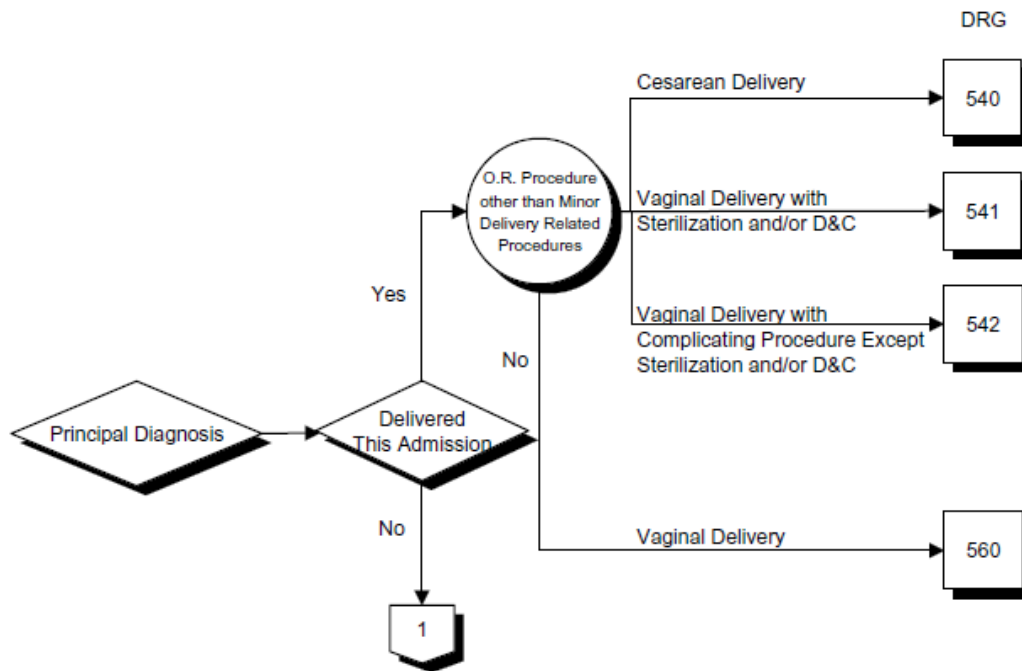 DRG
Cesarean Delivery
540
O.R. Procedure
other than Minor
Delivery Related
Procedures
Vaginal Delivery with
Sterilization and/or D&C
541
Yes
Vaginal Delivery with
Complicating Procedure Except
Sterilization and/or D&C
542
No
Principal Diagnosis
Delivered
This Admission
No
Vaginal Delivery
560
1